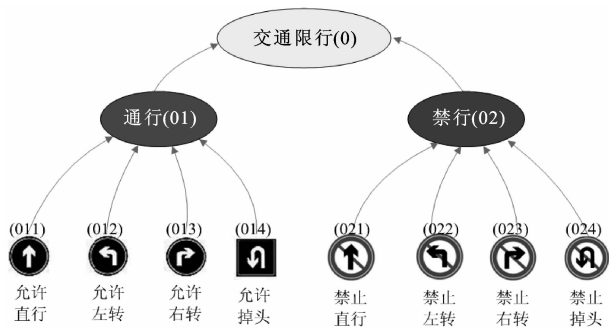 交通限行(0)
通行(01)
禁行(02)
(011)
(012)
(013)
(014)
(021)
(022)
(023)
(024)
允许
直行
允许
左转
允许
右转
允许
掉头
禁止
直行
禁止
左转
禁止
右转
禁止
掉头